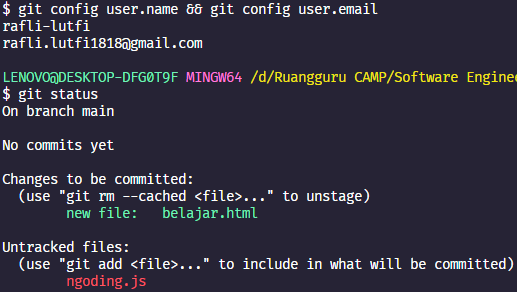 $ git config user.name && git config user.email
rafli-lutfi
rafli.lutfi1818@gmail.com
LENOVO@DESKTOP-DFG0T9F MINGW64 /d/Ruangguru CAMP/Software Enginee
$ git status
On branch main
No commits yet
Changes to be committed:
(use "git rm --cached <file>..." to unstage)
new file: belajar.html
Untracked files:
(use "git add <file>..." to include in what will be committed)
ngoding.js